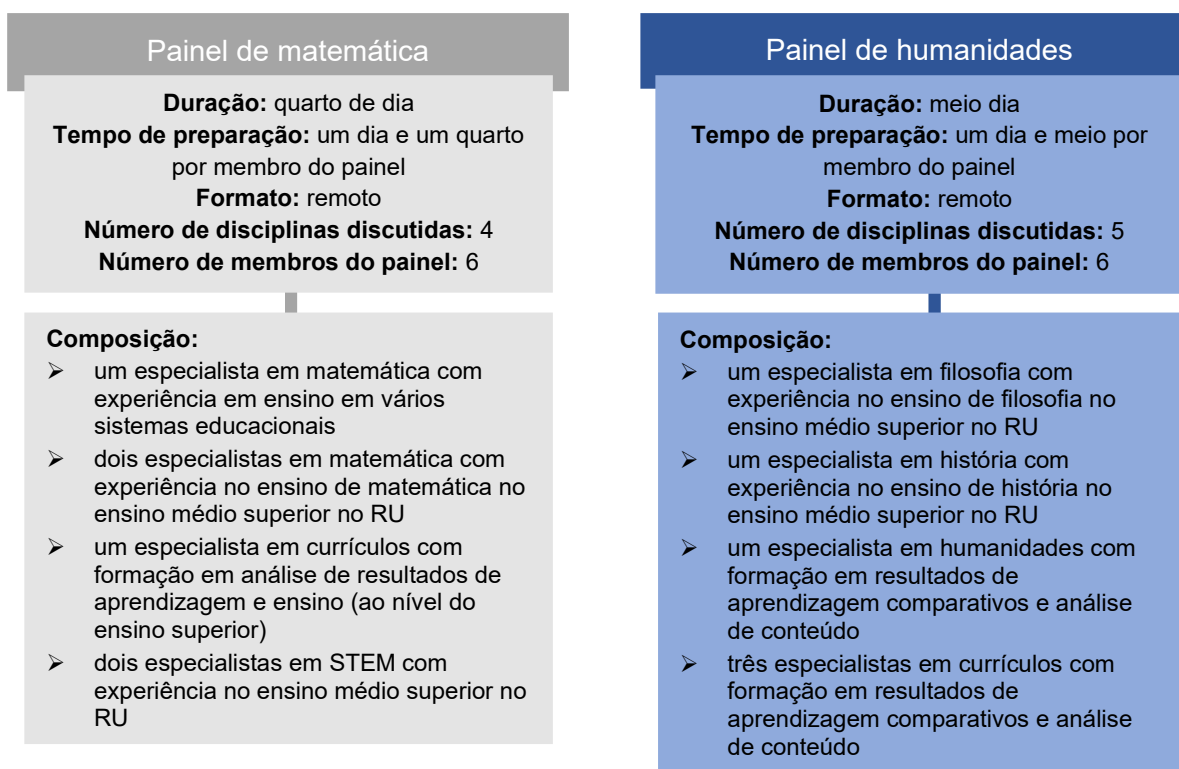 Painel de matemática
Duração: quarto de dia
Tempo de preparação: um dia e um quarto
por membro do painel
Formato: remoto
Número de disciplinas discutidas: 4
Número de membros do painel: 6
Composição:
➢ um especialista em matemática com
experiência em ensino em vários
sistemas educacionais
➢ dois especialistas em matemática com
experiência no ensino de matemática no
ensino médio superior no RU
➢ um especialista em currículos com
formação em análise de resultados de
aprendizagem e ensino (ao nível do
ensino superior)
➢ dois especialistas em STEM com
experiência no ensino médio superior no
RU
Painel de humanidades
Duração: meio dia
Tempo de preparação: um dia e meio por
membro do painel
Formato: remoto
Número de disciplinas discutidas: 5
Número de membros do painel: 6
Composição:
➢ um especialista em filosofia com
experiência no ensino de filosofia no
ensino médio superior no RU
➢ um especialista em história com
experiência no ensino de história no
ensino médio superior no RU
➢ um especialista em humanidades com
formação em resultados de
aprendizagem comparativos e análise
de conteúdo
➢ três especialistas em currículos com
formação em resultados de
aprendizagem comparativos e análise
de conteúdo